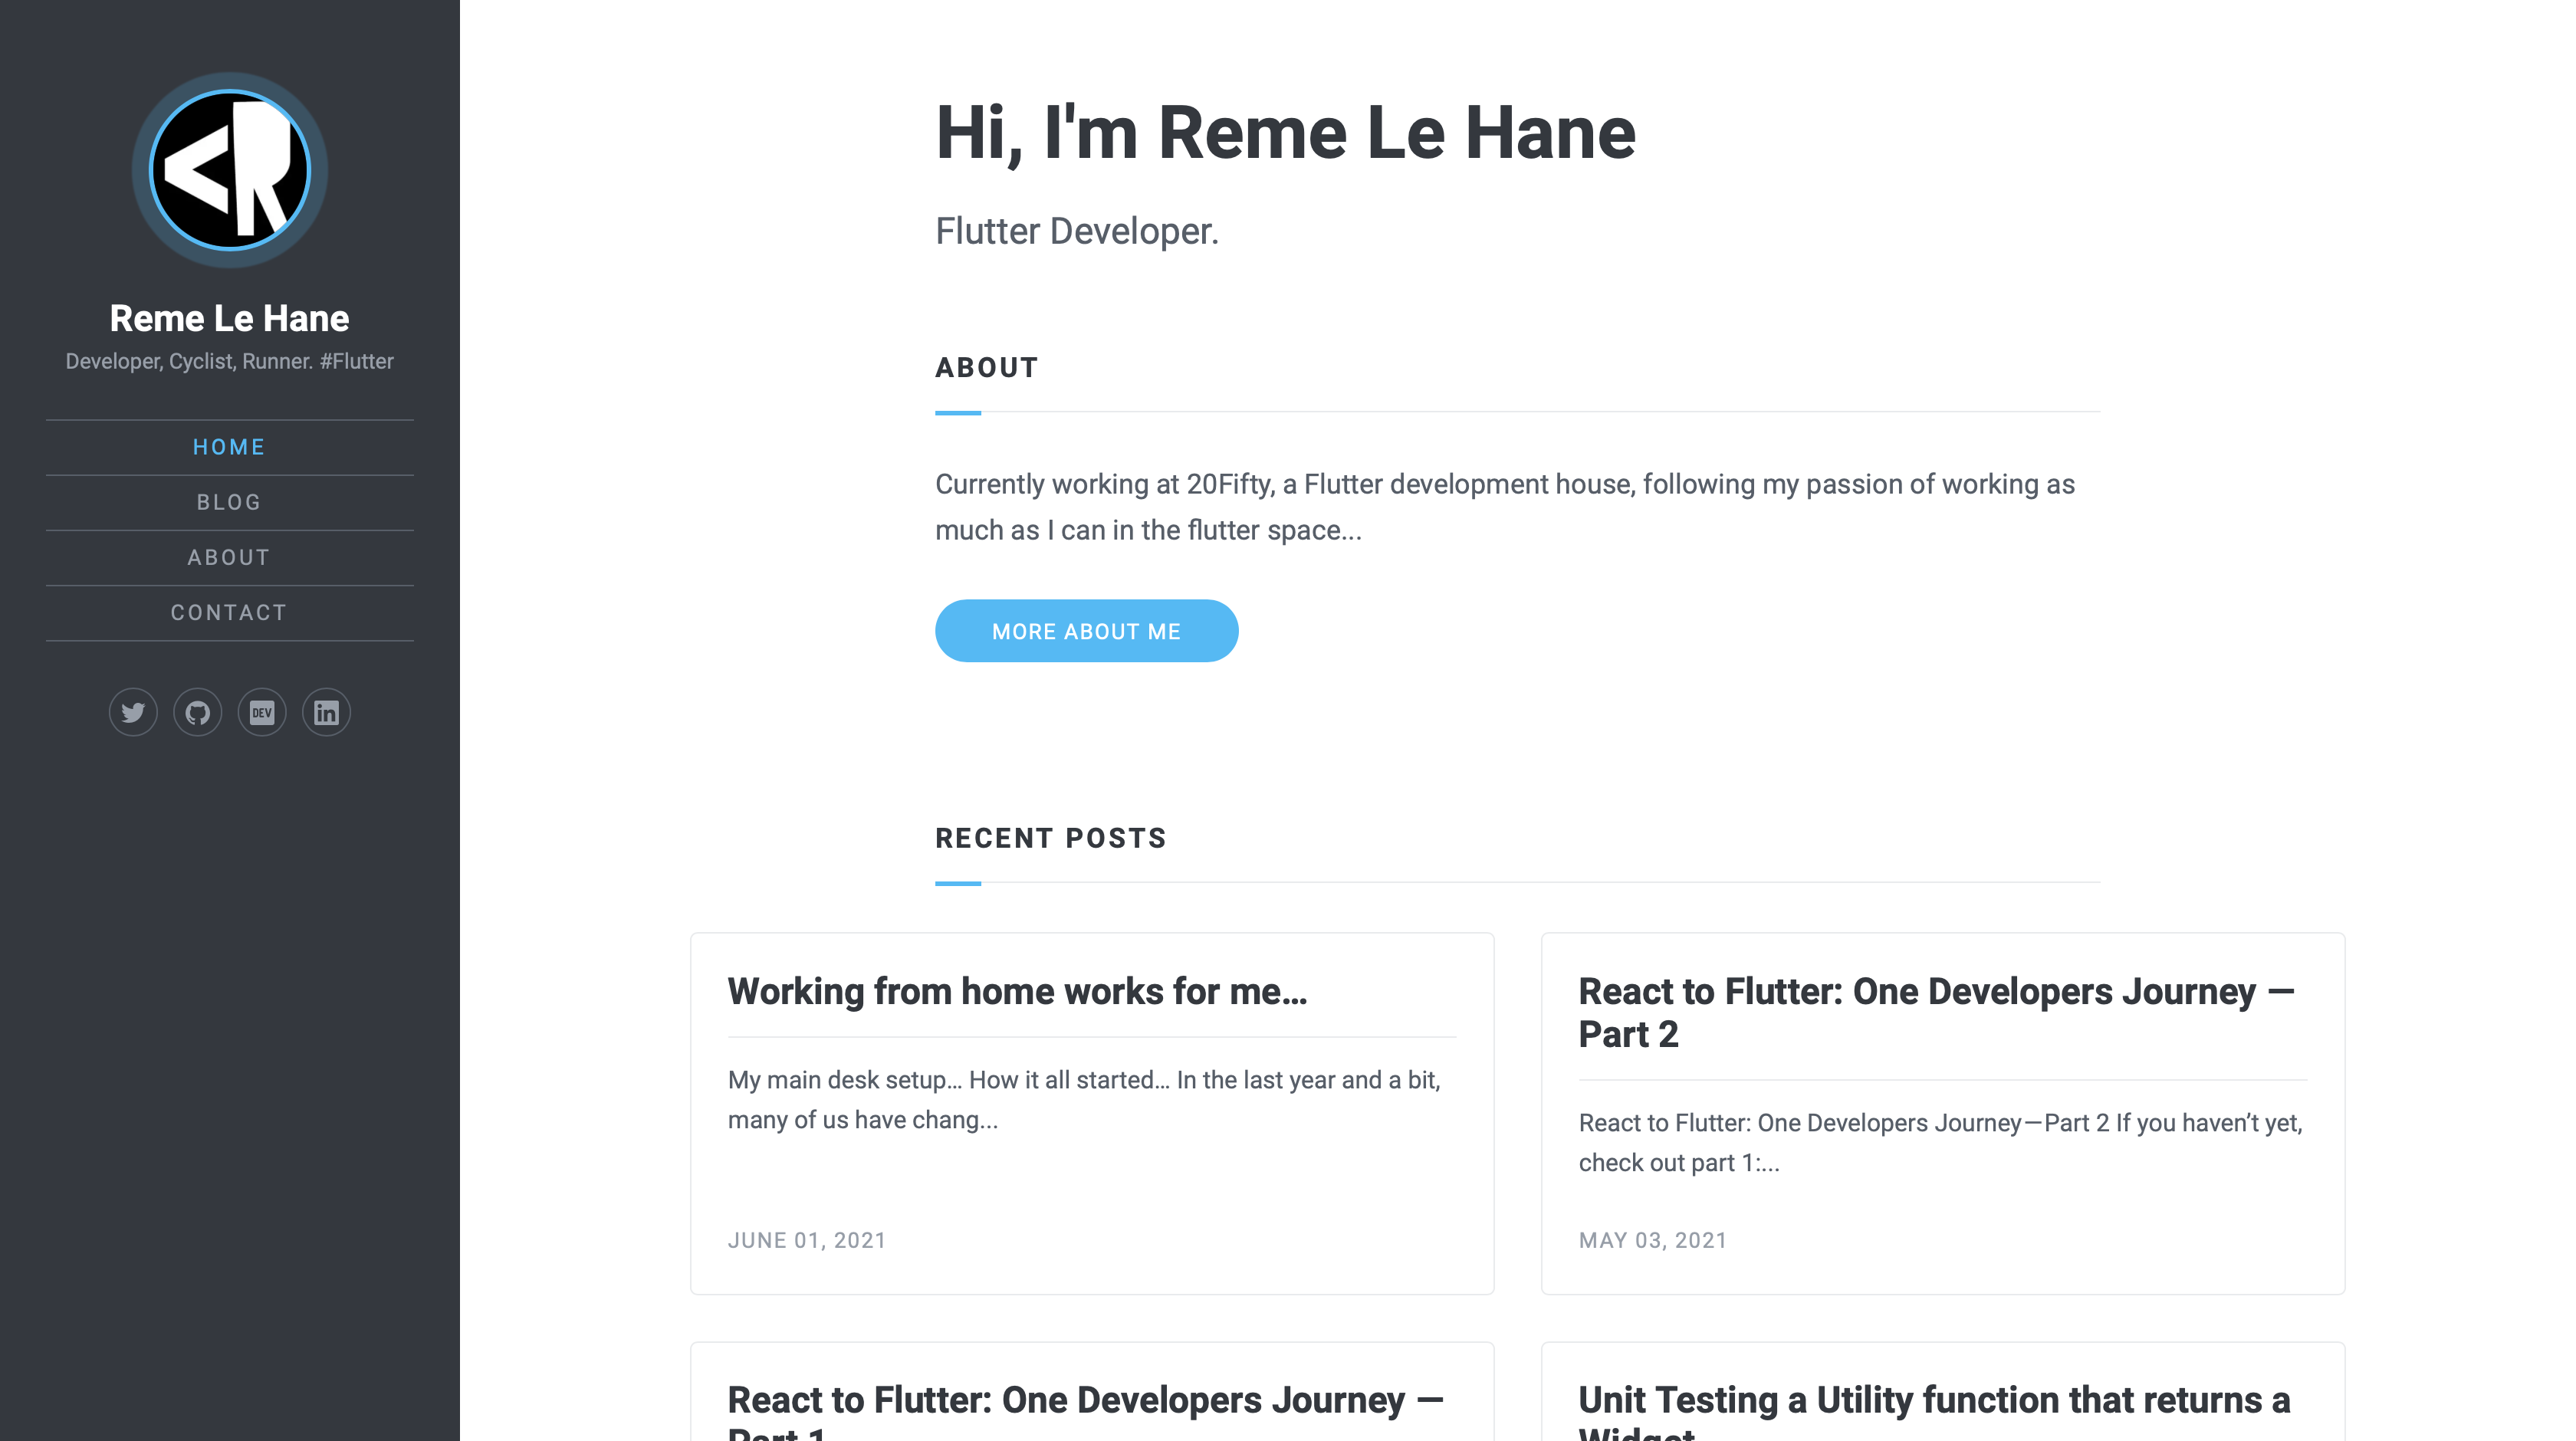 Reme Le Hane
Developer, Cyclist, Runner. #Flutter
HOME
BLOG
ABOUT
CONTACT
DEV
in
Hi, I'm Reme Le Hane
Flutter Developer.
ABOUT
Currently working at 20Fifty, a Flutter development house, following my passion of working as
much as I can in the flutter space...
MORE ABOUT ME
RECENT POSTS
Working from home works for me…
My main desk setup… How it all started… In the last year and a bit,
many of us have chang...
JUNE 01, 2021
React to Flutter: One Developers Journey —
Part 2
React to Flutter: One Developers Journey — Part 2 If you haven’t yet,
check out part 1:...
MAY 03, 2021
React to Flutter: One Developers Journey —
Part 1
Unit Testing a Utility function that returns a
Widget